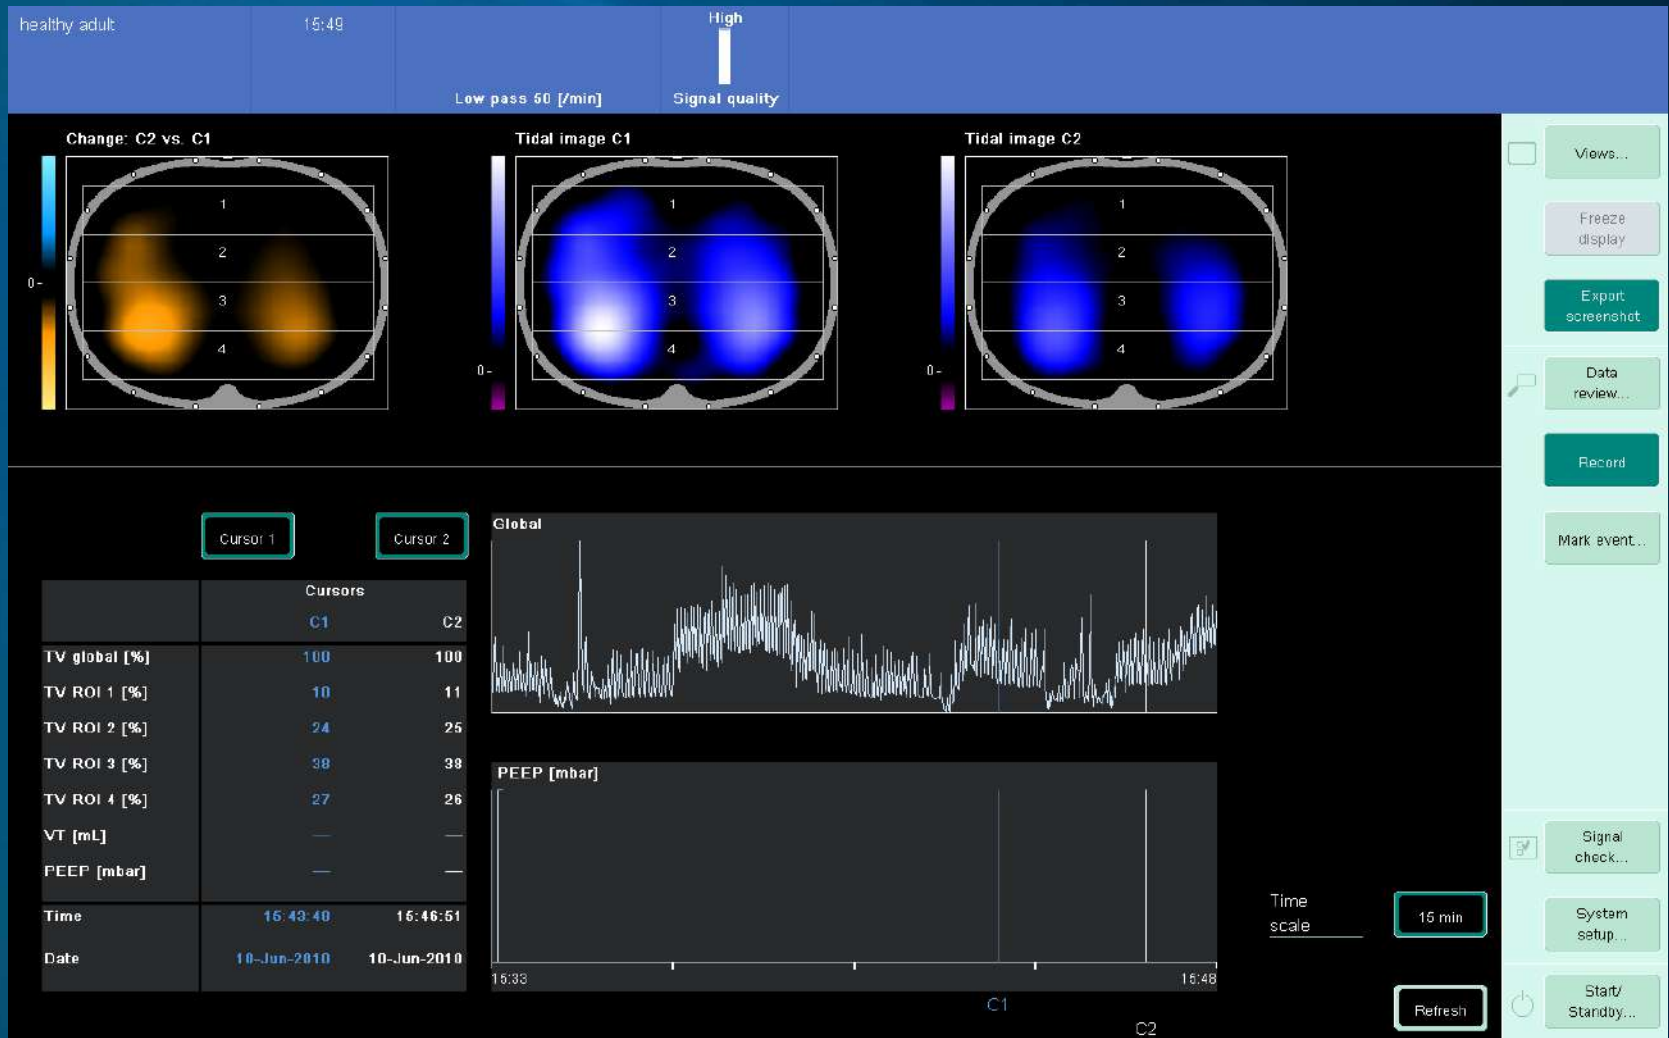 healthy adult
15:49
High
Low pass 50 [/min]
Signal quality
Change: C2 vs. C1
Tidal image C1
Tidal image C2
0-
1
2
3
4
0-
1
2
3
4
0-
1
2
3
4
Views...
Freeze
display
Export
screenshot
Data
review...
Record
Mark event...
Signal
check...
System
setup...
Start/
Standby...
Cursor 1
Cursor 2
Cursors
C1 C2
TV global [%] 100 100
TV ROI 1 [%] 10 11
TV ROI 2 [%] 24 25
TV ROI 3 [%] 38 38
TV ROI 4 [%] 27 26
VT [mL] — —
PEEP [mbar] — —
Time 15:43:40 15:46:51
Date 10-Jun-2010 10-Jun-2010
Global
PEEP [mbar]
15:33 15:48
C1
C2
Time
scale
15 min
Refresh